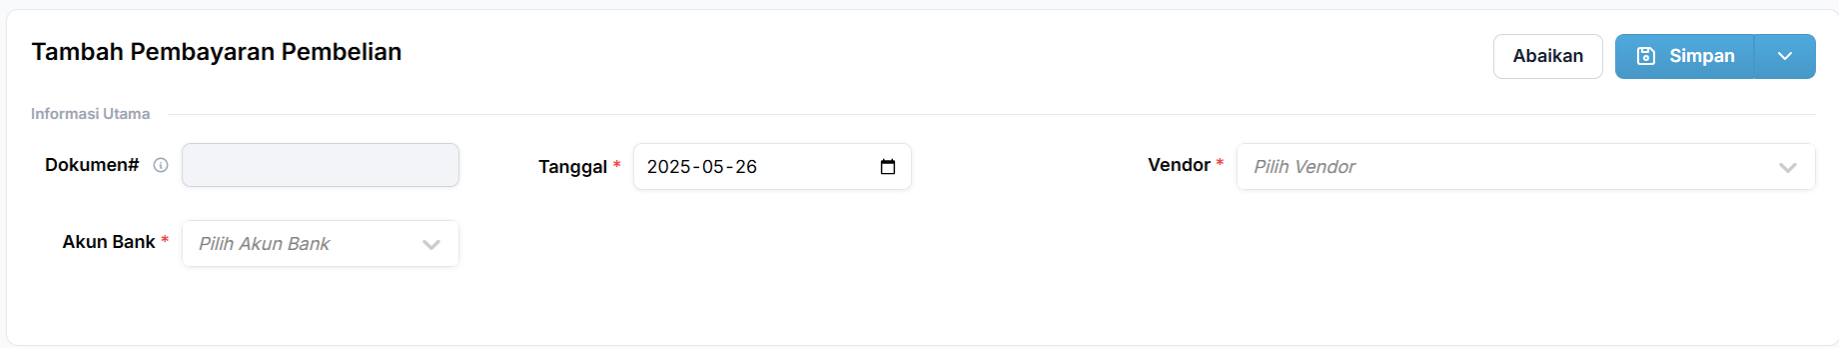 Tambah Pembayaran Pembelian
Abaikan
Simpan
Informasi Utama
Dokumen#
Tanggal * 2025-05-26
Vendor * Pilih Vendor
Akun Bank * Pilih Akun Bank